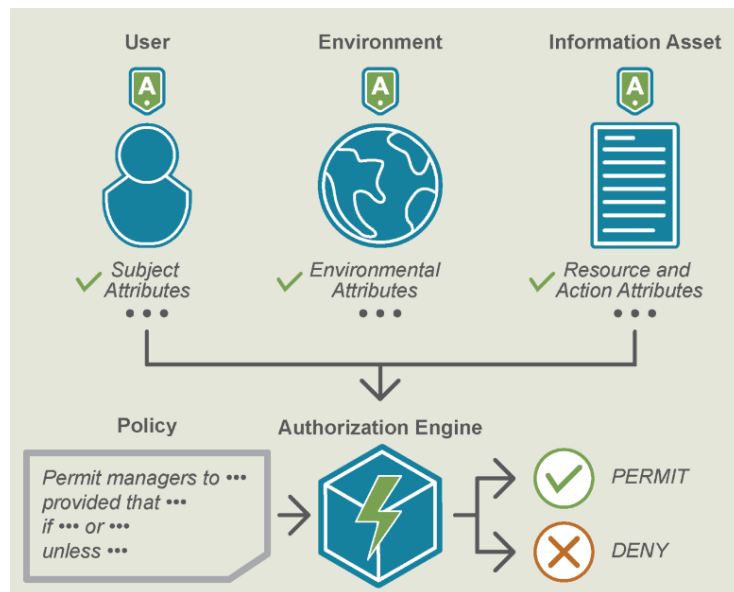 User
Environment
Information Asset
A
A
A
Subject
Attributes
•••
Environmental
Attributes
•••
Resource and
Action Attributes
•••
Policy
Authorization Engine
Permit managers to •••
provided that •••
if ••• or •••
unless •••
PERMIT
DENY